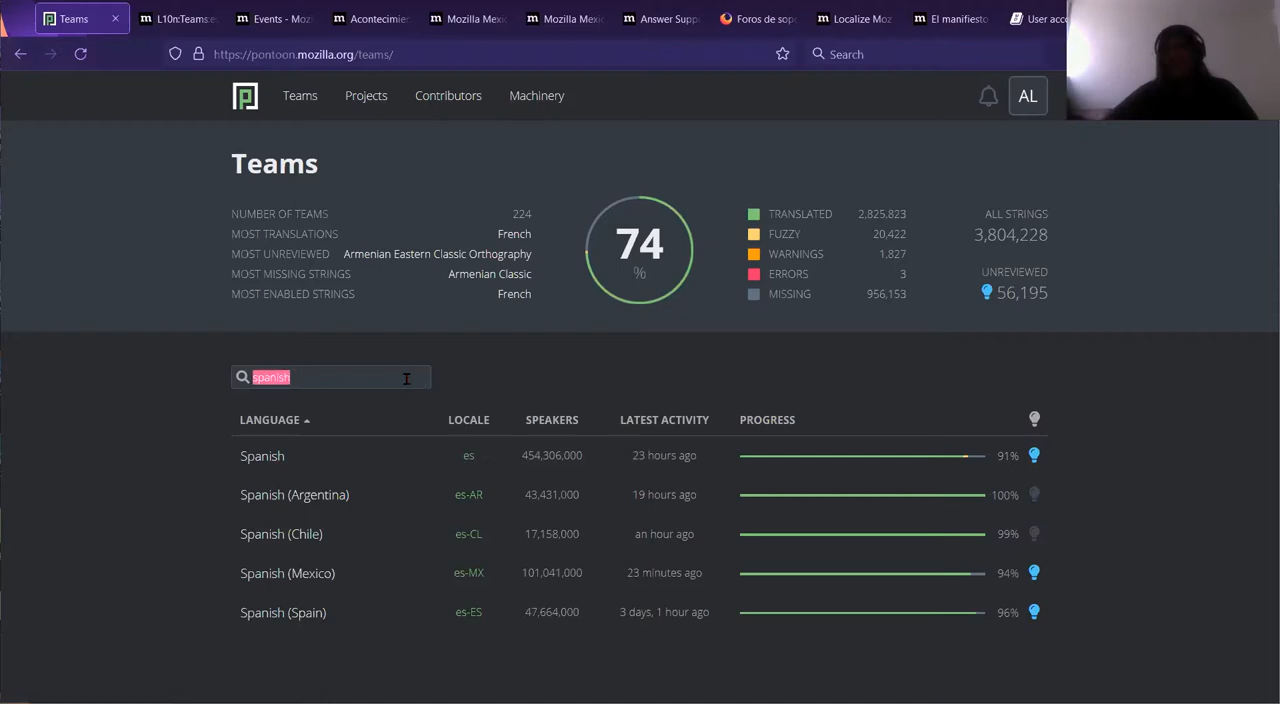 Teams
L10n:Teams:es
Events - Moz
Acontecimien
Mozilla Mexic
Mozilla Mexic
Answer Suppo
Foros de sopo
Localize Moz
El manifiesto
User acco
https://pontoon.mozilla.org/teams/
Search
Teams Projects Contributors Machinery
AL
Teams
NUMBER OF TEAMS 224
MOST TRANSLATIONS French
MOST UNREVIEWED Armenian Eastern Classic Orthography
MOST MISSING STRINGS Armenian Classic
MOST ENABLED STRINGS French
74
%
TRANSLATED 2,825,823
FUZZY 20,422
WARNINGS 1,827
ERRORS 3
MISSING 956,153
ALL STRINGS
3,804,228
UNREVIEWED
56,195
spanish
LANGUAGE LOCALE SPEAKERS LATEST ACTIVITY PROGRESS
Spanish es 454,306,000 23 hours ago 91%
Spanish (Argentina) es-AR 43,431,000 19 hours ago 100%
Spanish (Chile) es-CL 17,158,000 an hour ago 99%
Spanish (Mexico) es-MX 101,041,000 23 minutes ago 94%
Spanish (Spain) es-ES 47,664,000 3 days, 1 hour ago 96%